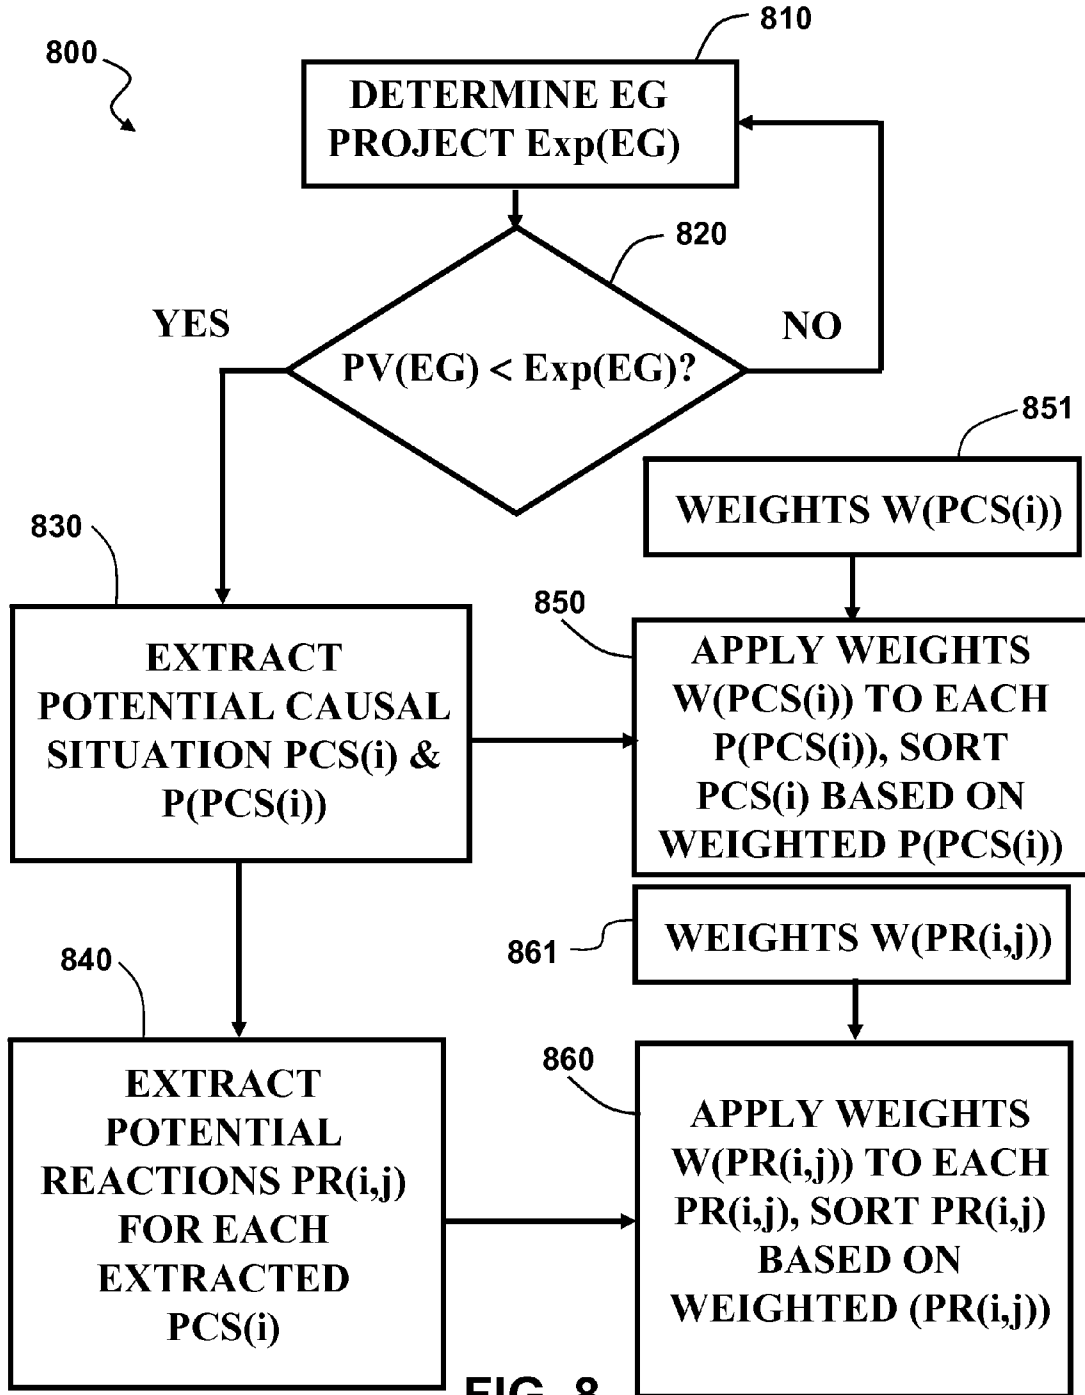 800
810
DETERMINE EG
PROJECT Exp(EG)
820
YES
NO
PV(EG) < Exp(EG)?
851
WEIGHTS W(PCS(i))
830
EXTRACT
POTENTIAL CAUSAL
SITUATION PCS(i) &
P(PCS(i))
850
APPLY WEIGHTS
W(PCS(i)) TO EACH
P(PCS(i)), SORT
PCS(i) BASED ON
WEIGHTED P(PCS(i))
861
WEIGHTS W(PR(i,j))
840
EXTRACT
POTENTIAL
REACTIONS PR(i,j)
FOR EACH
EXTRACTED
PCS(i)
860
APPLY WEIGHTS
W(PR(i,j)) TO EACH
PR(i,j), SORT PR(i,j)
BASED ON
WEIGHTED (PR(i,j))
FIG. 8